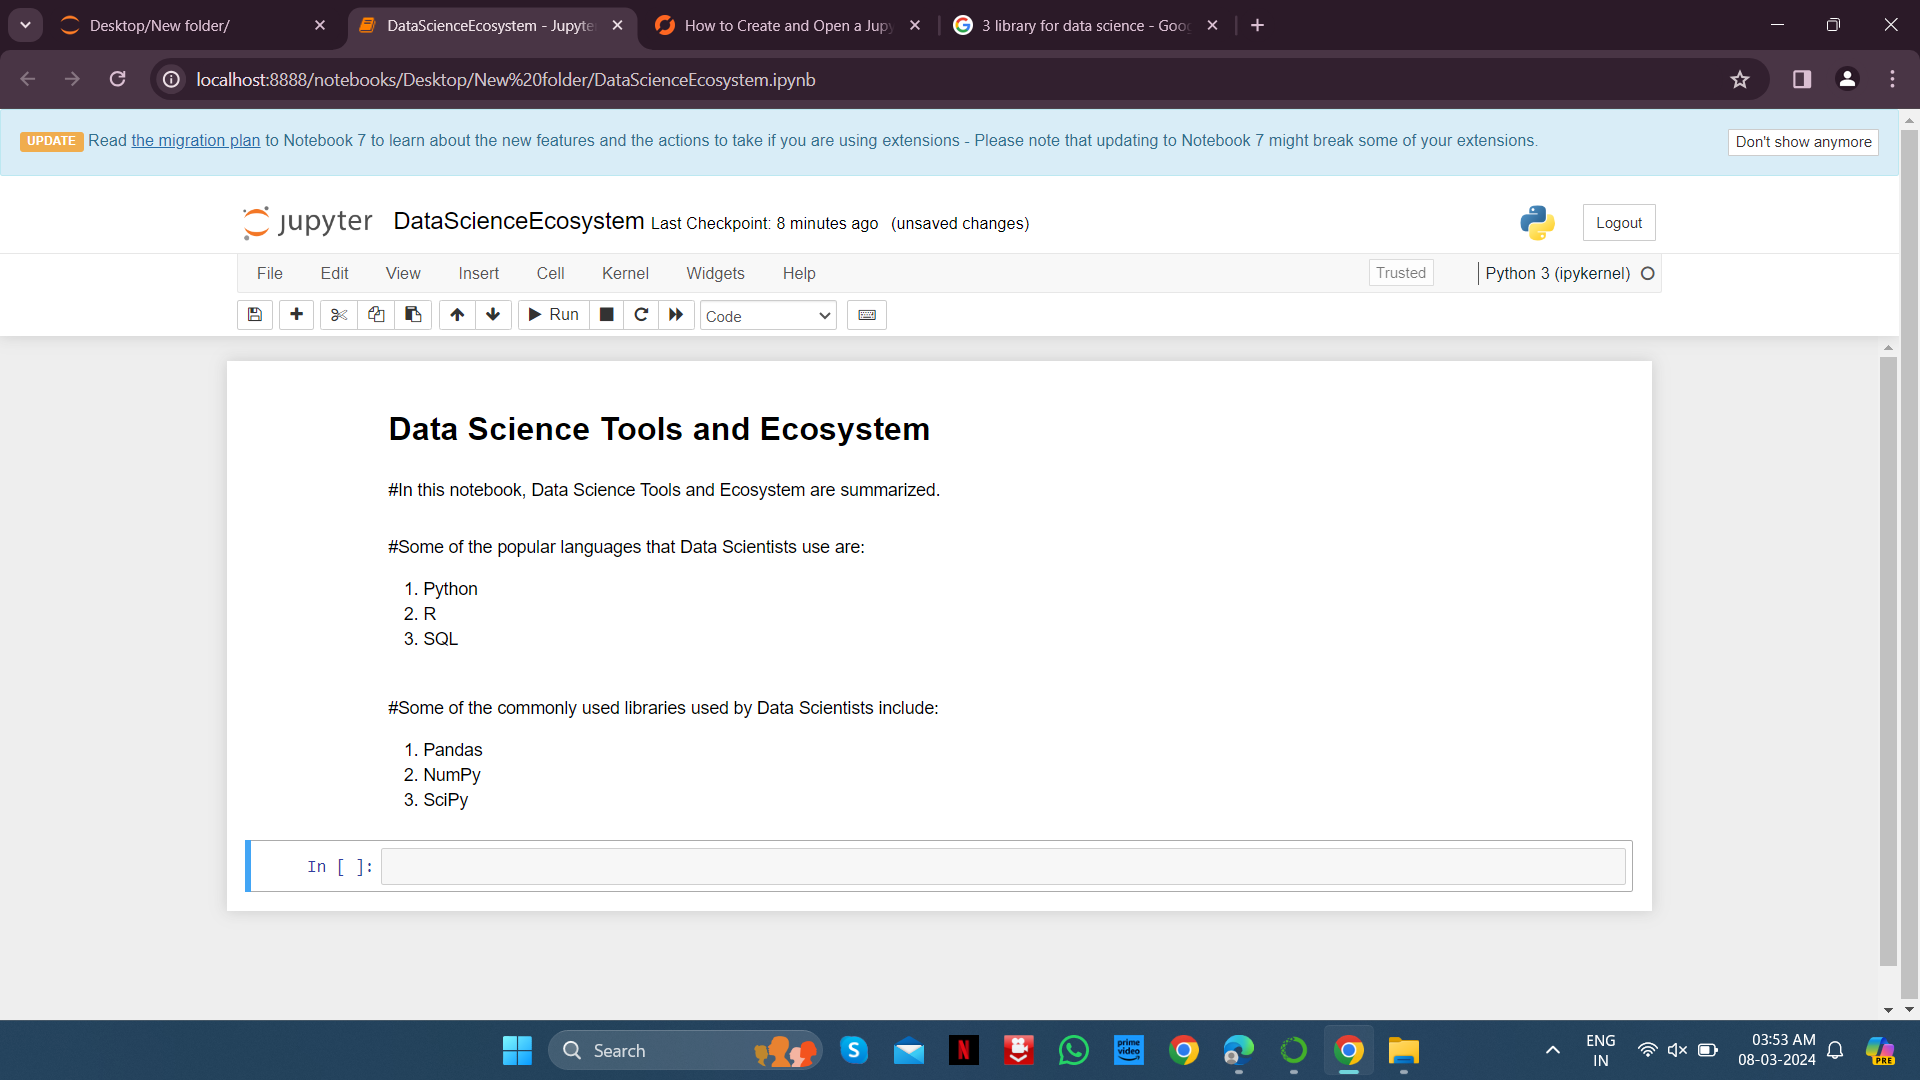 Desktop/New folder/
DataScienceEcosystem - Jupyte
How to Create and Open a Jup
3 library for data science - Goo
localhost:8888/notebooks/Desktop/New%20folder/DataScienceEcosystem.ipynb
UPDATE Read the migration plan to Notebook 7 to learn about the new features and the actions to take if you are using extensions - Please note that updating to Notebook 7 might break some of your extensions.
Don't show anymore
jupyter DataScienceEcosystem Last Checkpoint: 8 minutes ago (unsaved changes)
Logout
File Edit View Insert Cell Kernel Widgets Help
Trusted
Python 3 (ipykernel)
Run
Code
Data Science Tools and Ecosystem
#In this notebook, Data Science Tools and Ecosystem are summarized.
#Some of the popular languages that Data Scientists use are:
1. Python
2. R
3. SQL
#Some of the commonly used libraries used by Data Scientists include:
1. Pandas
2. NumPy
3. SciPy
In [ ]:
Search
S
N
prime video
ENG
IN
03:53 AM
08-03-2024
PRE